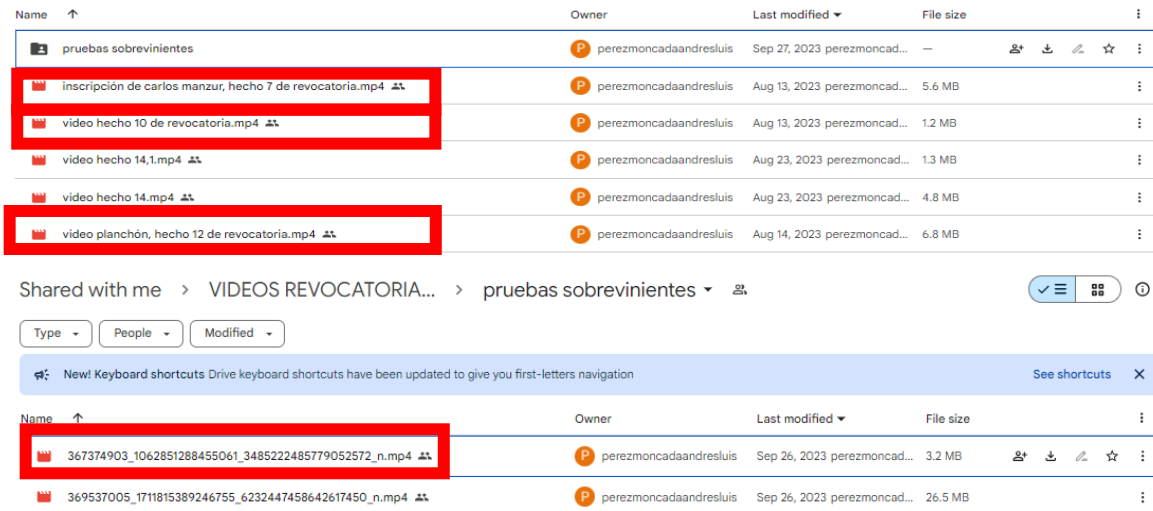 Name ↑ Owner Last modified File size
pruebas sobrevinientes P perezmoncadaandresluis Sep 27, 2023 perezmoncad... —
inscripción de carlos manzur, hecho 7 de revocatoria.mp4 P perezmoncadaandresluis Aug 13, 2023 perezmoncad... 5.6 MB
video hecho 10 de revocatoria.mp4 P perezmoncadaandresluis Aug 13, 2023 perezmoncad... 1.2 MB
video hecho 14,1.mp4 P perezmoncadaandresluis Aug 23, 2023 perezmoncad... 1.3 MB
video hecho 14.mp4 P perezmoncadaandresluis Aug 23, 2023 perezmoncad... 4.8 MB
video planchón, hecho 12 de revocatoria.mp4 P perezmoncadaandresluis Aug 14, 2023 perezmoncad... 6.8 MB
Shared with me > VIDEOS REVOCATORIA... > pruebas sobrevinientes
Type People Modified
New! Keyboard shortcuts Drive keyboard shortcuts have been updated to give you first-letters navigation See shortcuts
Name ↑ Owner Last modified File size
367374903_1062851288455061_3485222485779052572_n.mp4 P perezmoncadaandresluis Sep 26, 2023 perezmoncad... 3.2 MB
369537005_1711815389246755_6232447458642617450_n.mp4 P perezmoncadaandresluis Sep 26, 2023 perezmoncad... 26.5 MB